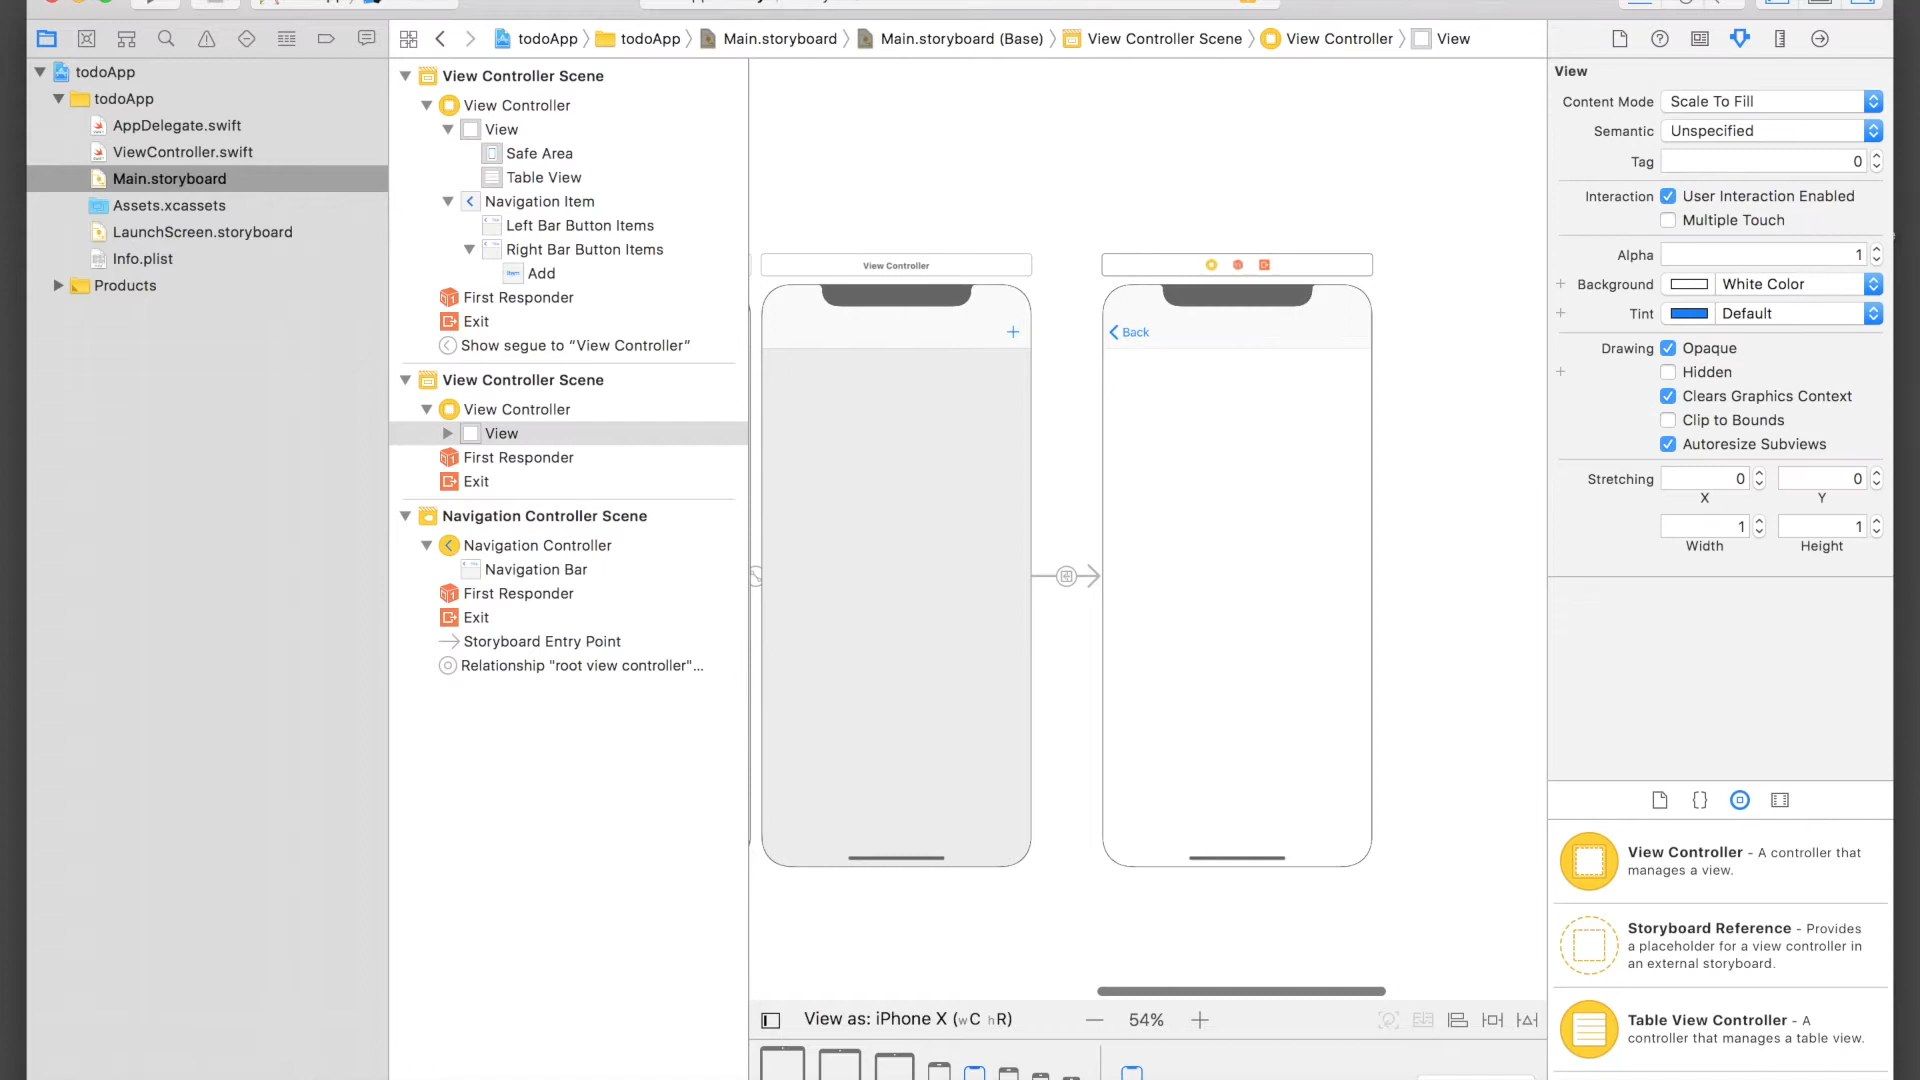 todoApp
todoApp
AppDelegate.swift
ViewController.swift
Main.storyboard
Assets.xcassets
LaunchScreen.storyboard
Info.plist
Products
todoApp
todoApp
Main.storyboard
Main.storyboard (Base)
View Controller Scene
View Controller
View
View Controller Scene
View Controller
View
Safe Area
Table View
Navigation Item
Left Bar Button Items
Right Bar Button Items
Add
First Responder
Exit
Show segue to “View Controller”
View Controller Scene
View Controller
View
First Responder
Exit
Navigation Controller Scene
Navigation Controller
Navigation Bar
First Responder
Exit
Storyboard Entry Point
Relationship "root view controller"...
View Controller
Back
View as: iPhone X (wC hR)
54%
View
Content Mode Scale To Fill
Semantic Unspecified
Tag 0
Interaction User Interaction Enabled
Multiple Touch
Alpha 1
Background White Color
Tint Default
Drawing Opaque
Hidden
Clears Graphics Context
Clip to Bounds
Autoresize Subviews
Stretching 0 0
X Y
1 1
Width Height
View Controller - A controller that
manages a view.
Storyboard Reference - Provides
a placeholder for a view controller in
an external storyboard.
Table View Controller - A
controller that manages a table view.